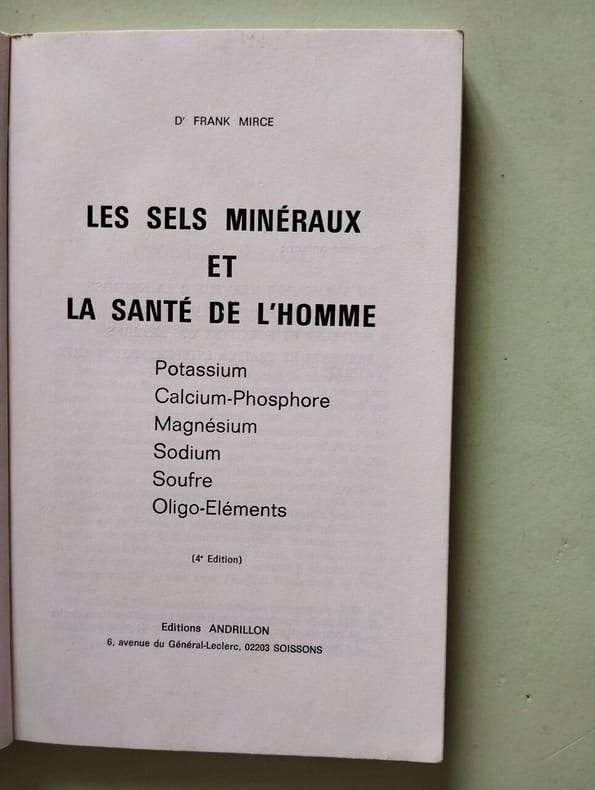 Dr FRANK MIRCE
LES SELS MINÉRAUX
ET
LA SANTÉ DE L'HOMME
Potassium
Calcium-Phosphore
Magnésium
Sodium
Soufre
Oligo-Eléments
(4e Edition)
Editions ANDRILLON
6, avenue du Général-Leclerc, 02203 SOISSONS